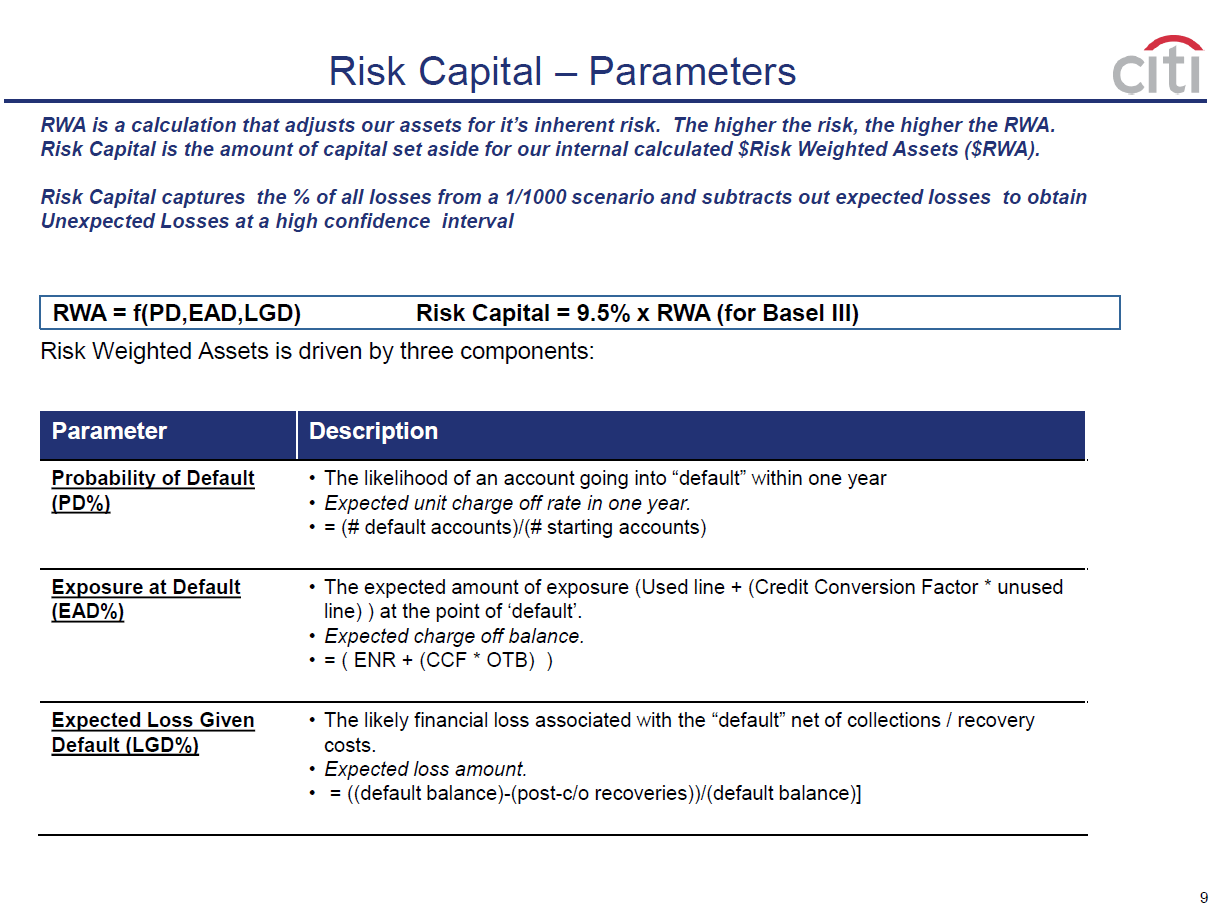 Risk Capital – Parameters
citi
RWA is a calculation that adjusts our assets for it’s inherent risk.  The higher the risk, the higher the RWA.
Risk Capital is the amount of capital set aside for our internal calculated $Risk Weighted Assets ($RWA).
Risk Capital captures  the % of all losses from a 1/1000 scenario and subtracts out expected losses  to obtain
Unexpected Losses at a high confidence  interval
RWA = f(PD,EAD,LGD) Risk Capital = 9.5% x RWA (for Basel III)
Risk Weighted Assets is driven by three components:
Parameter Description
Probability of Default
(PD%)
• The likelihood of an account going into “default” within one year
• Expected unit charge off rate in one year.
• = (# default accounts)/(# starting accounts)
Exposure at Default
(EAD%)
• The expected amount of exposure (Used line + (Credit Conversion Factor * unused
line) ) at the point of ‘default’.
• Expected charge off balance.
• = ( ENR + (CCF * OTB)  )
Expected Loss Given
Default (LGD%)
• The likely financial loss associated with the “default” net of collections / recovery
costs.
• Expected loss amount.
• = ((default balance)-(post-c/o recoveries))/(default balance)]
9